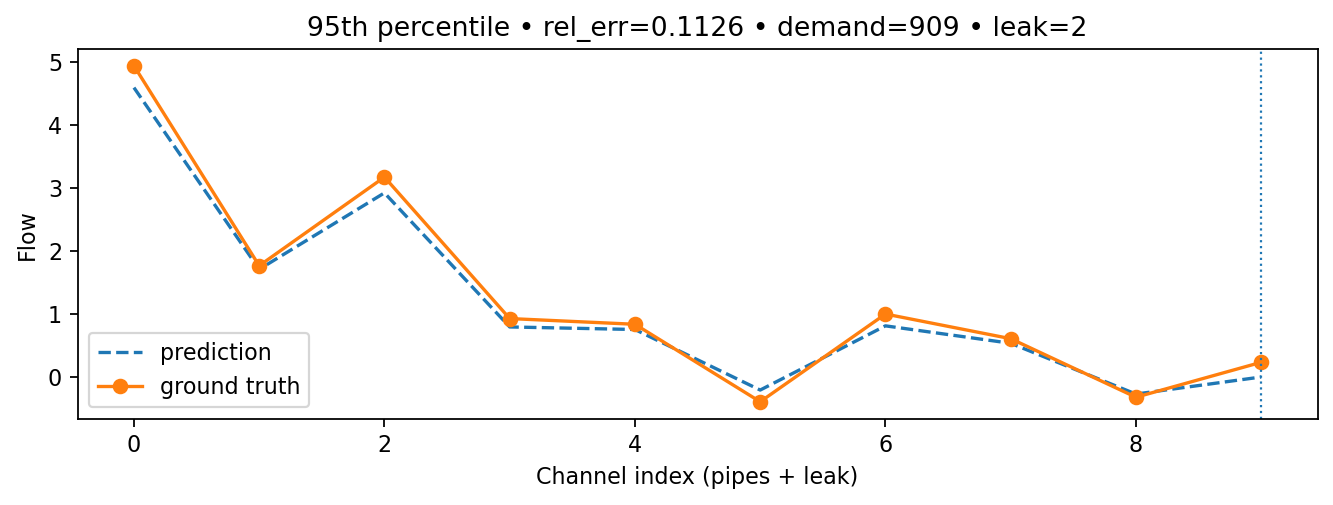 95th percentile • rel_err=0.1126 • demand=909 • leak=2
5
4
3
2
1
0
Flow
prediction
ground truth
0
2
4
6
8
Channel index (pipes + leak)